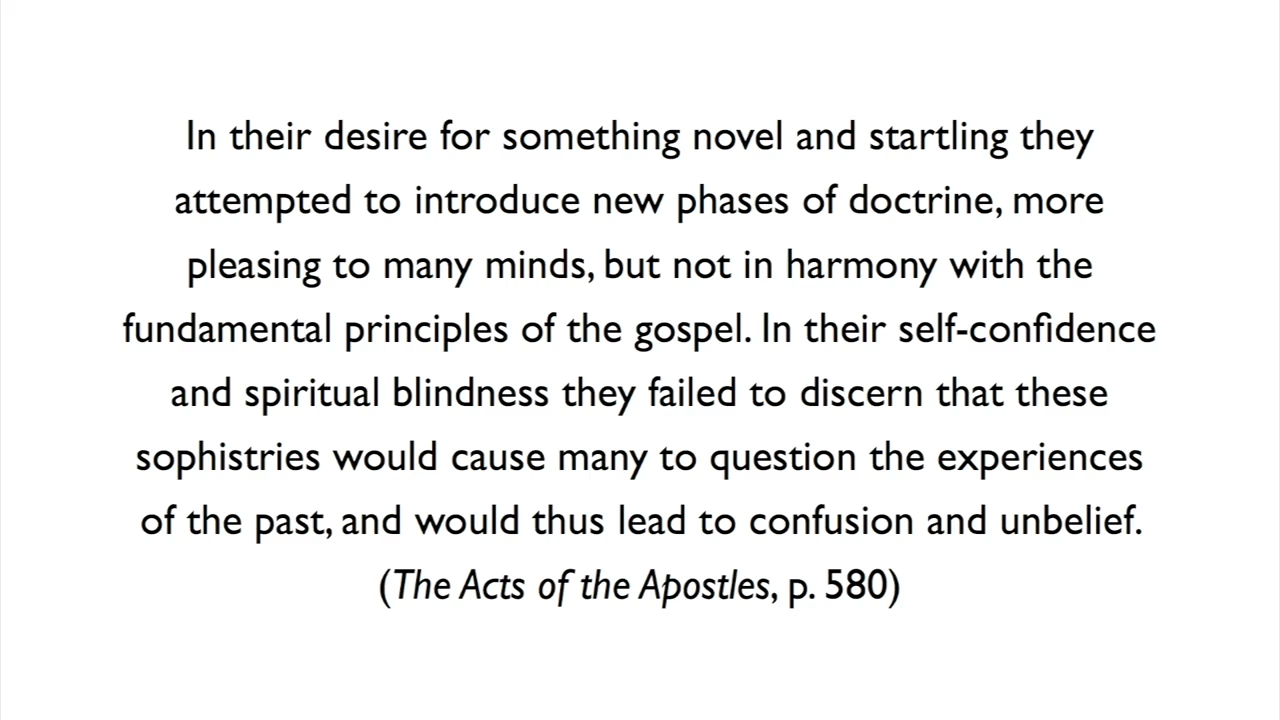 In their desire for something novel and startling they
attempted to introduce new phases of doctrine, more
pleasing to many minds, but not in harmony with the
fundamental principles of the gospel. In their self-confidence
and spiritual blindness they failed to discern that these
sophistries would cause many to question the experiences
of the past, and would thus lead to confusion and unbelief.
(The Acts of the Apostles, p. 580)